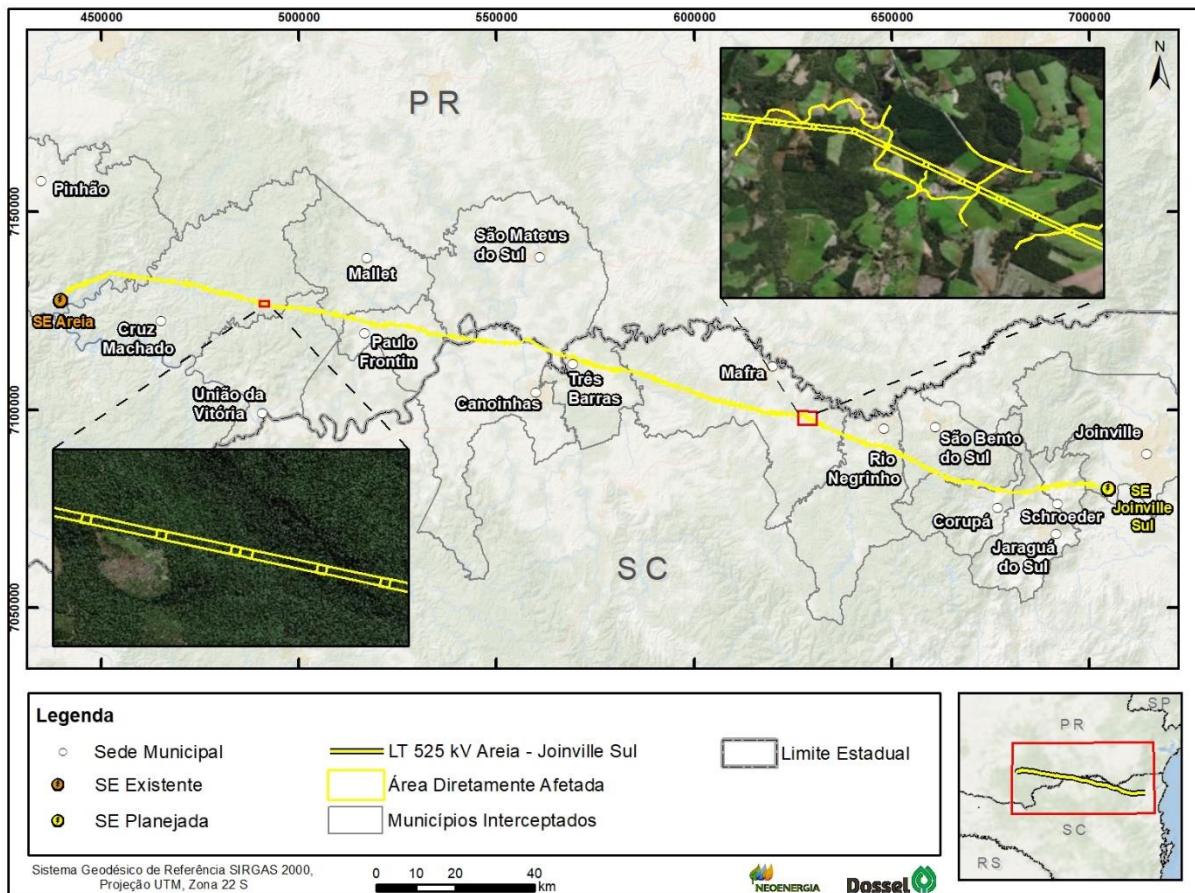 450000
500000
550000
600000
650000
700000
N
PR
Pinhão
7150000
São Mateus
do Sul
Mallet
SE Areia
Cruz
Machado
Paulo
Frontin
União da
Vitória
Canoinhas
Três
Barras
Mafra
7100000
Rio
Negrinho
São Bento
do Sul
Joinville
Corupá
Schroeder
SE
Joinville
Sul
Jaraguá
do Sul
SC
7050000
Legenda
Sede Municipal
SE Existente
SE Planejada
LT 525 kV Areia - Joinville Sul
Área Diretamente Afetada
Municípios Interceptados
Limite Estadual
SP
PR
SC
RS
Sistema Geodésico de Referência SIRGAS 2000,
Projeção UTM, Zona 22 S
0 10 20 40
km
NEOENERGIA
Dossel